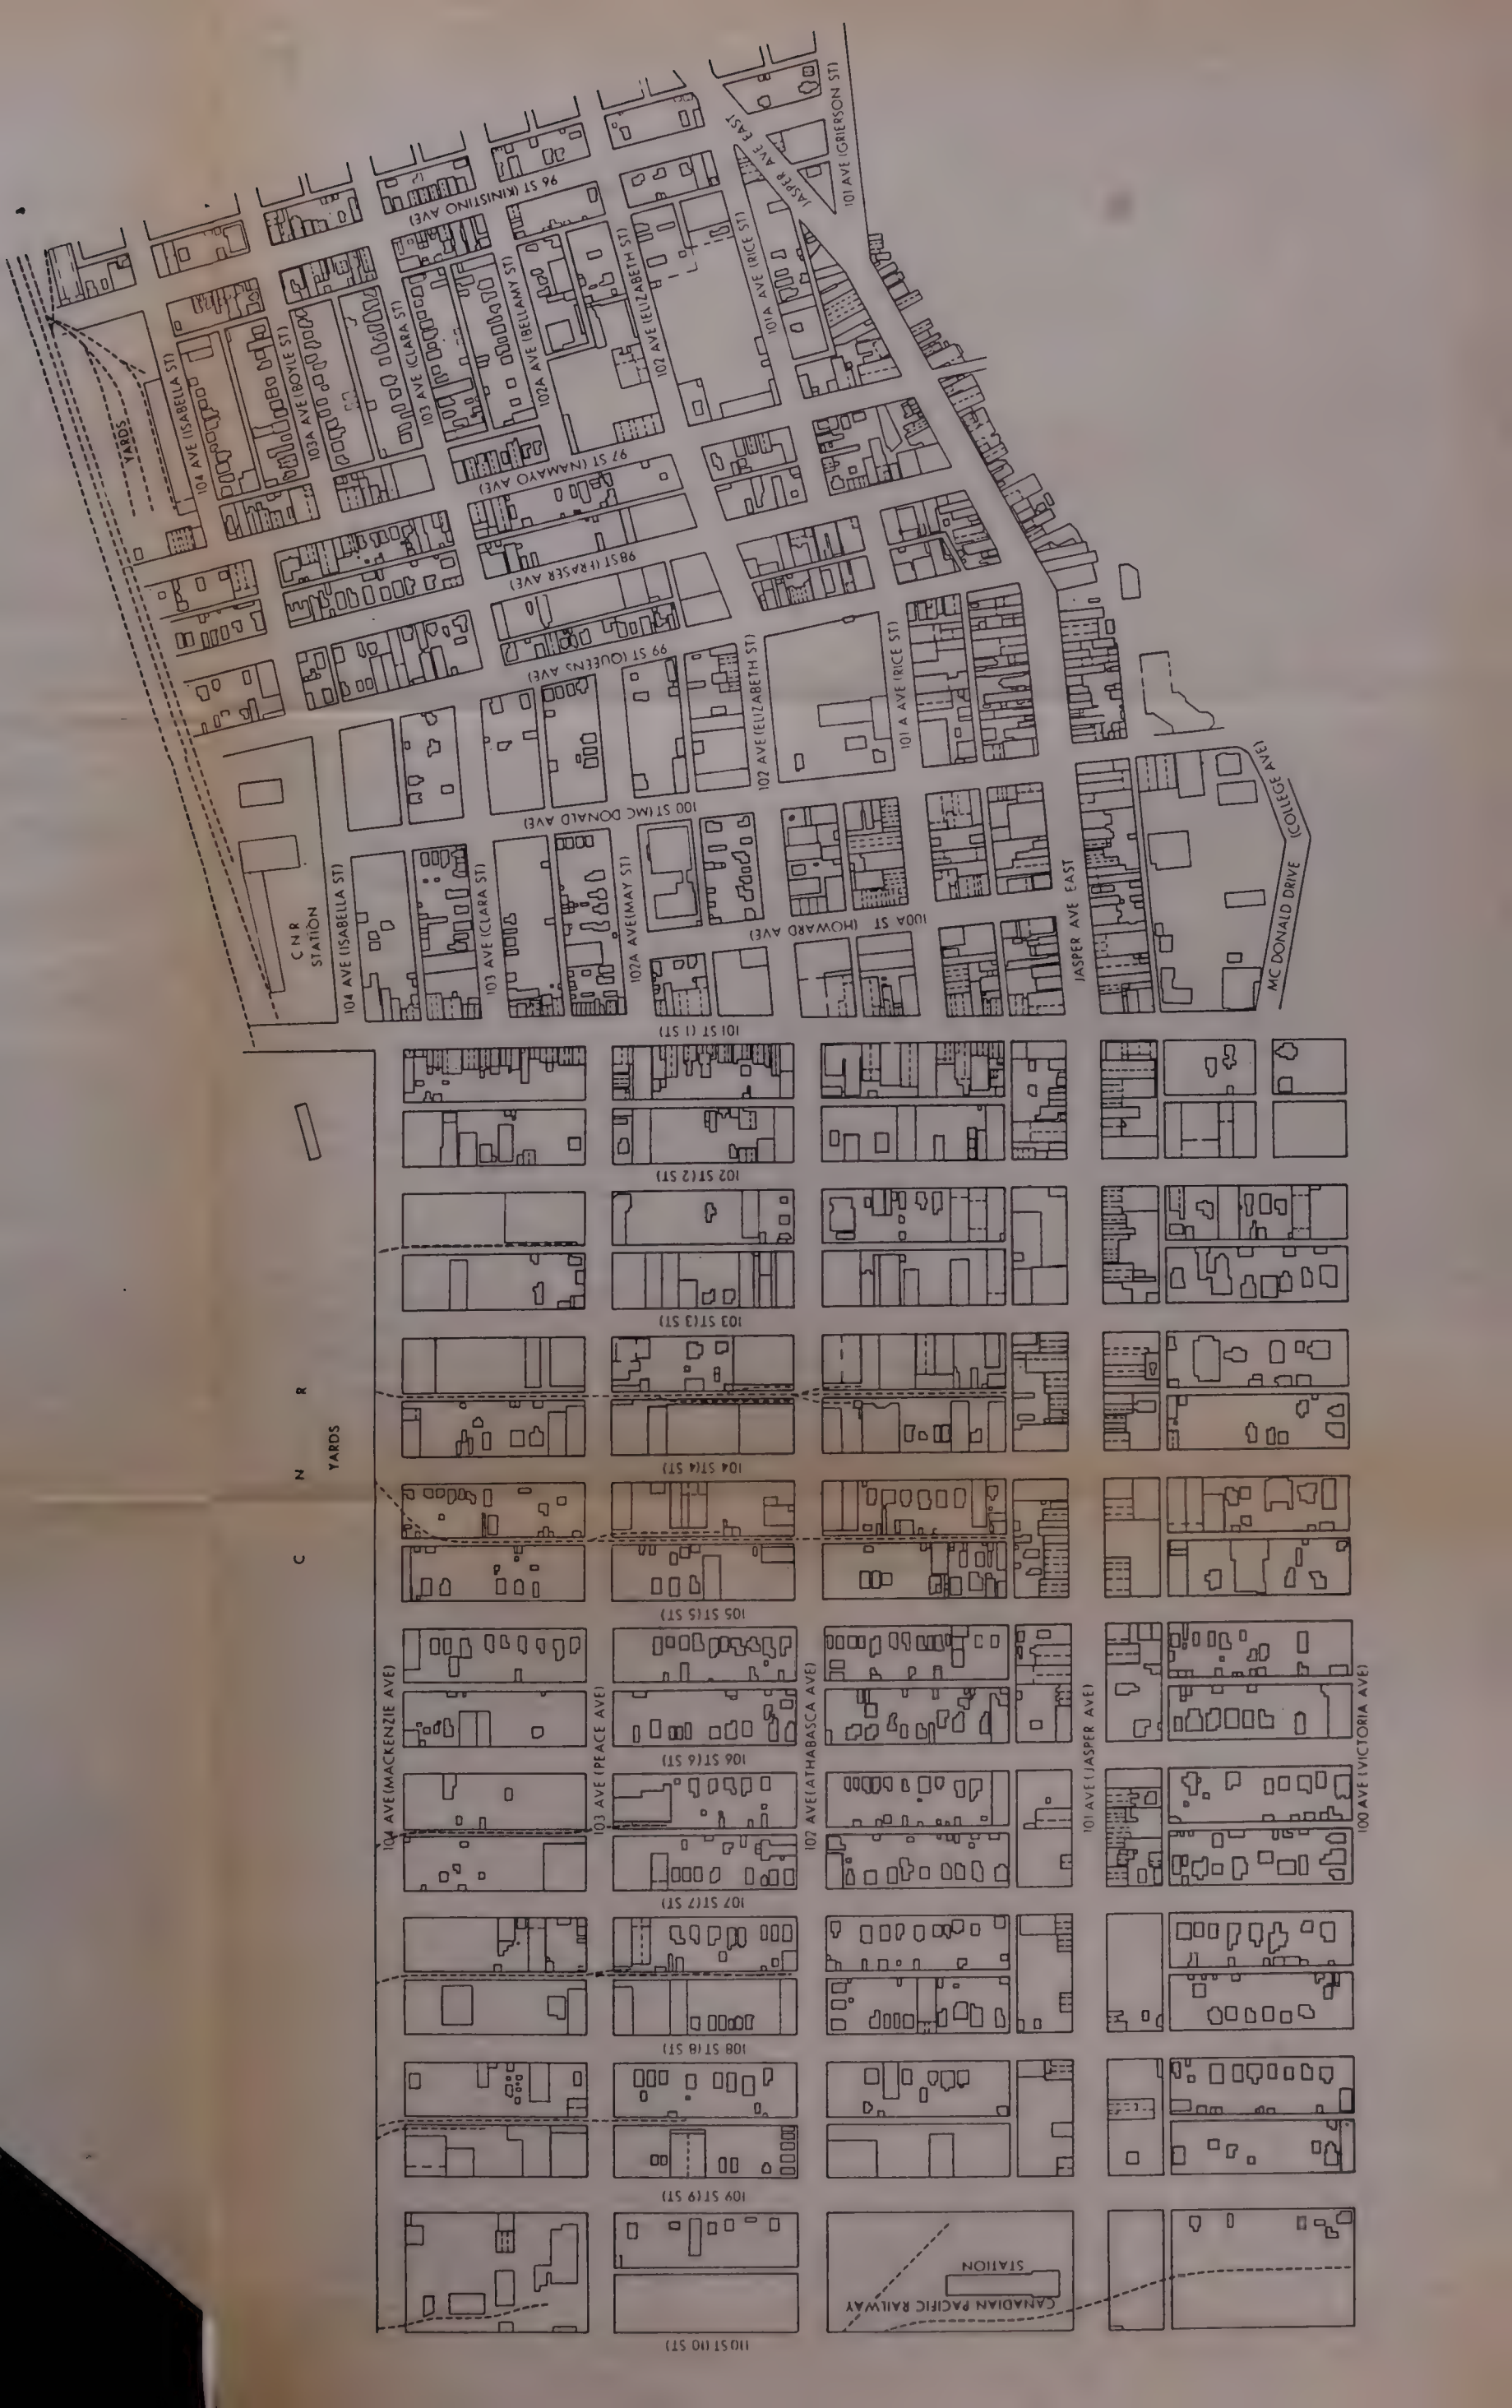 101 AVE (GRIERSON ST)
JASPER AVE EAST
JASPER AVE EAST
96 ST (KINISTINO AVE)
101A AVE (RICE ST)
102 AVE (ELIZABETH ST)
102A AVE (BELLAMY ST)
103 AVE (CLARA ST)
103A AVE (BOYLE ST)
104 AVE (ISABELLA ST)
YARDS
97 ST (NAMAYO AVE)
98 ST (FRASER AVE)
99 ST (QUEENS AVE)
102 AVE (ELIZABETH ST)
101 A AVE (RICE ST)
100 ST (MC DONALD AVE)
MC DONALD DRIVE (COLLEGE AVE)
JASPER AVE EAST
100A ST (HOWARD AVE)
102A AVE (MAY ST)
103 AVE (CLARA ST)
104 AVE (ISABELLA ST)
C N R
STATION
101 ST (1 ST)
102 ST (2 ST)
103 ST (3 ST)
C N R
YARDS
104 ST (4 ST)
105 ST (5 ST)
104 AVE (MACKENZIE AVE)
103 AVE (PEACE AVE)
102 AVE (ATHABASCA AVE)
101 AVE (JASPER AVE)
100 AVE (VICTORIA AVE)
106 ST (6 ST)
107 ST (7 ST)
108 ST (8 ST)
109 ST (9 ST)
CANADIAN PACIFIC RAILWAY
STATION
110 ST (10 ST)